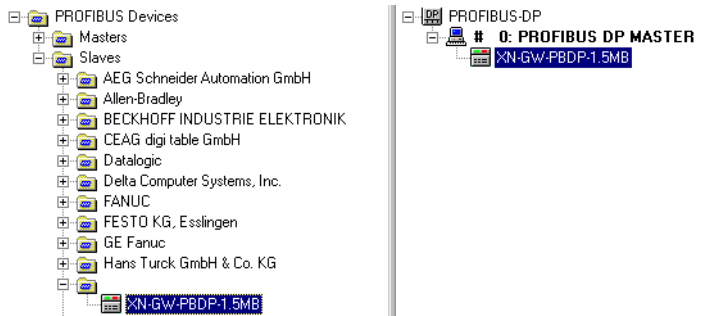 PROFIBUS Devices
Masters
Slaves
AEG Schneider Automation GmbH
Allen-Bradley
BECKHOFF INDUSTRIE ELEKTRONIK
CEAG digi table GmbH
Datalogic
Delta Computer Systems, Inc.
FANUC
FESTO KG, Esslingen
GE Fanuc
Hans Turck GmbH & Co. KG
XN-GW-PBDP-1.5MB
DP PROFIBUS-DP
# 0: PROFIBUS DP MASTER
XN-GW-PBDP-1.5MB